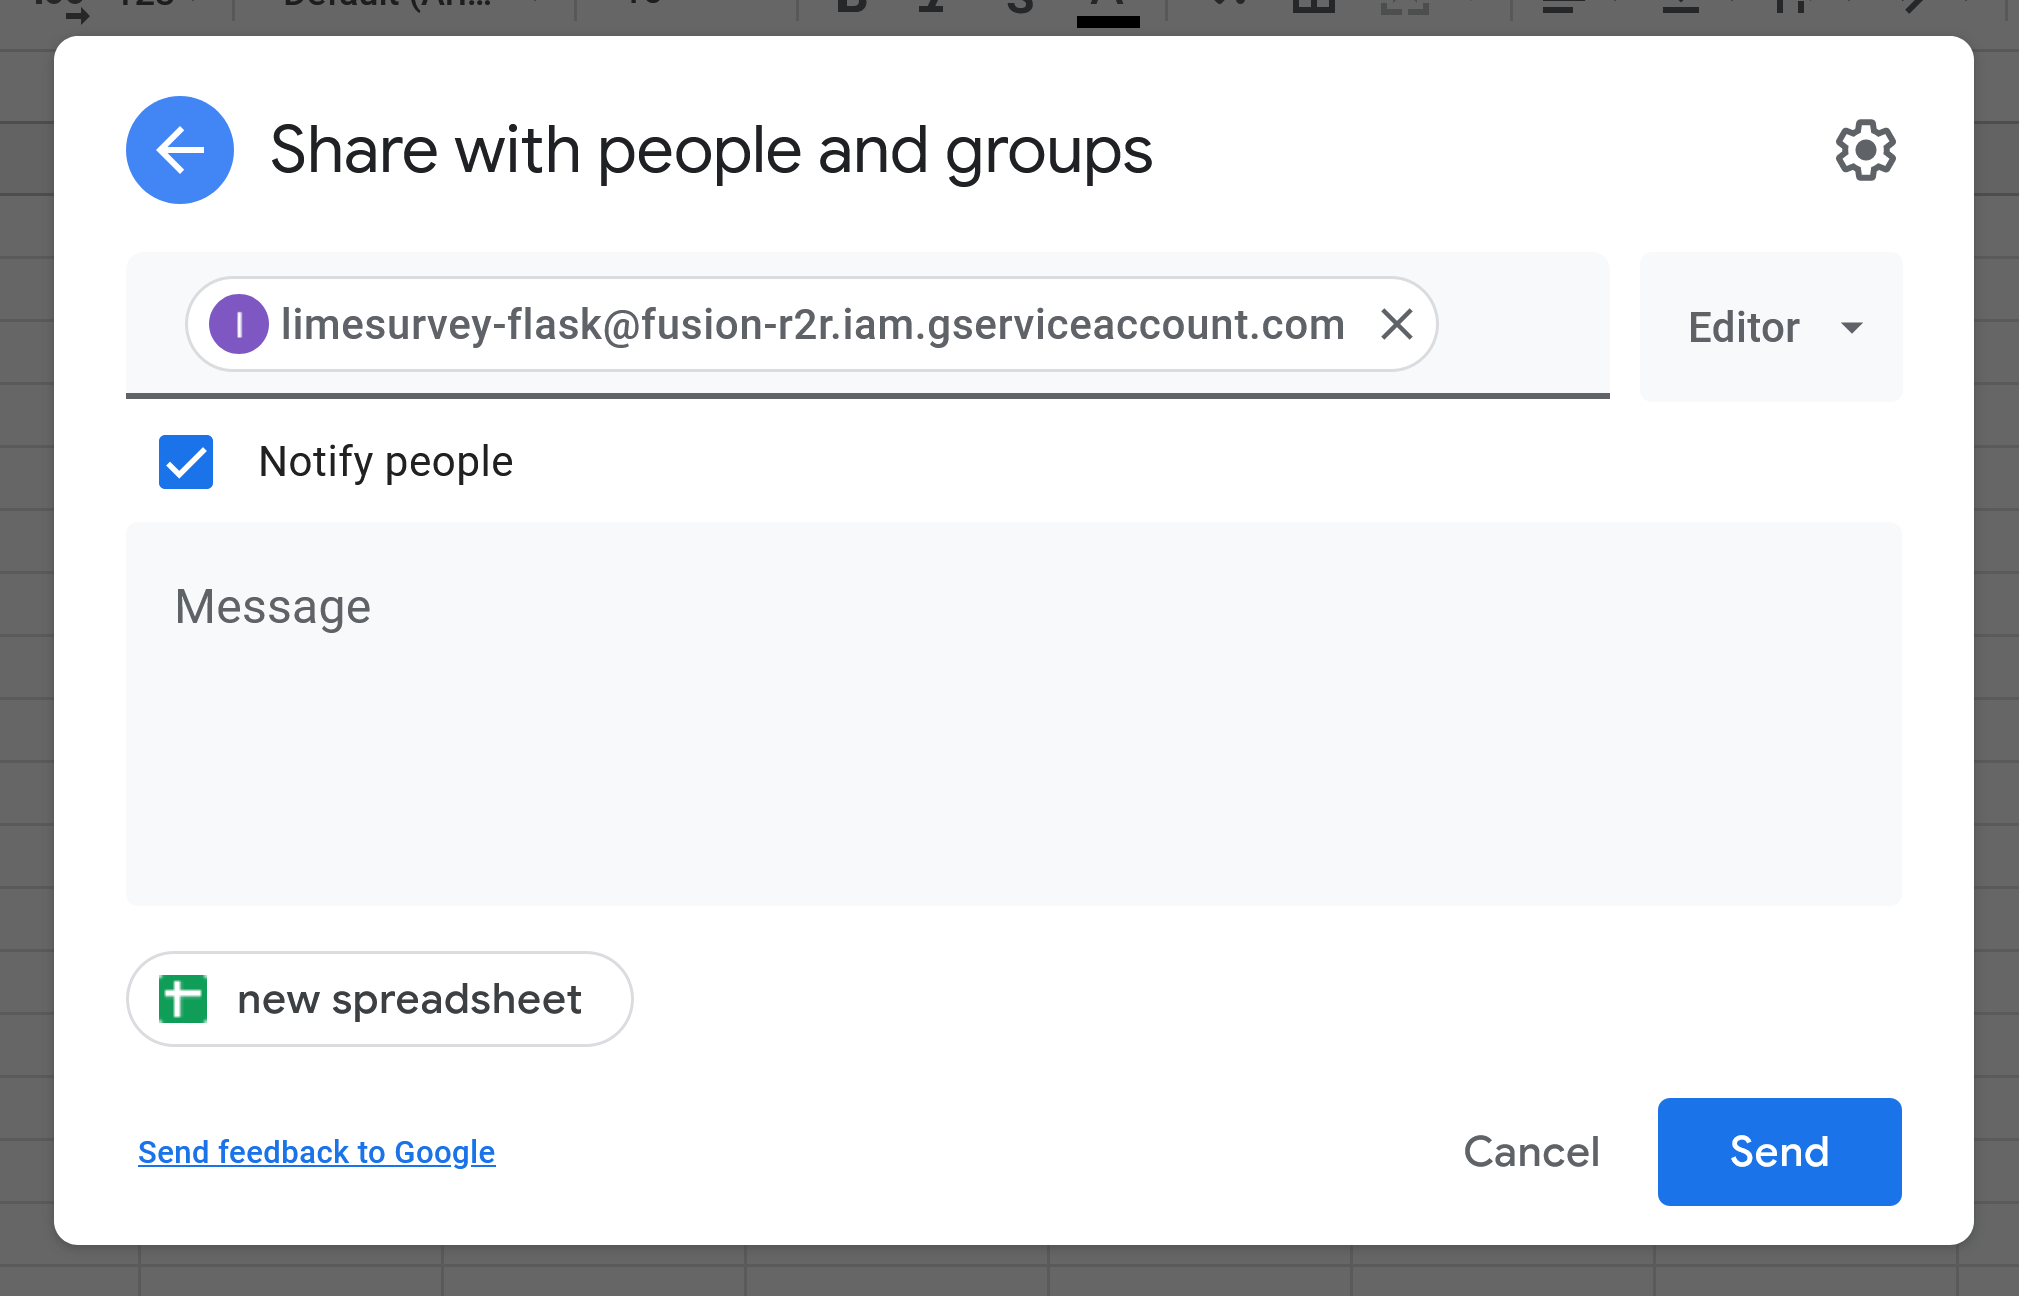 Share with people and groups
l limesurvey-flask@fusion-r2r.iam.gserviceaccount.com
Editor
Notify people
Message
new spreadsheet
Send feedback to Google
Cancel
Send